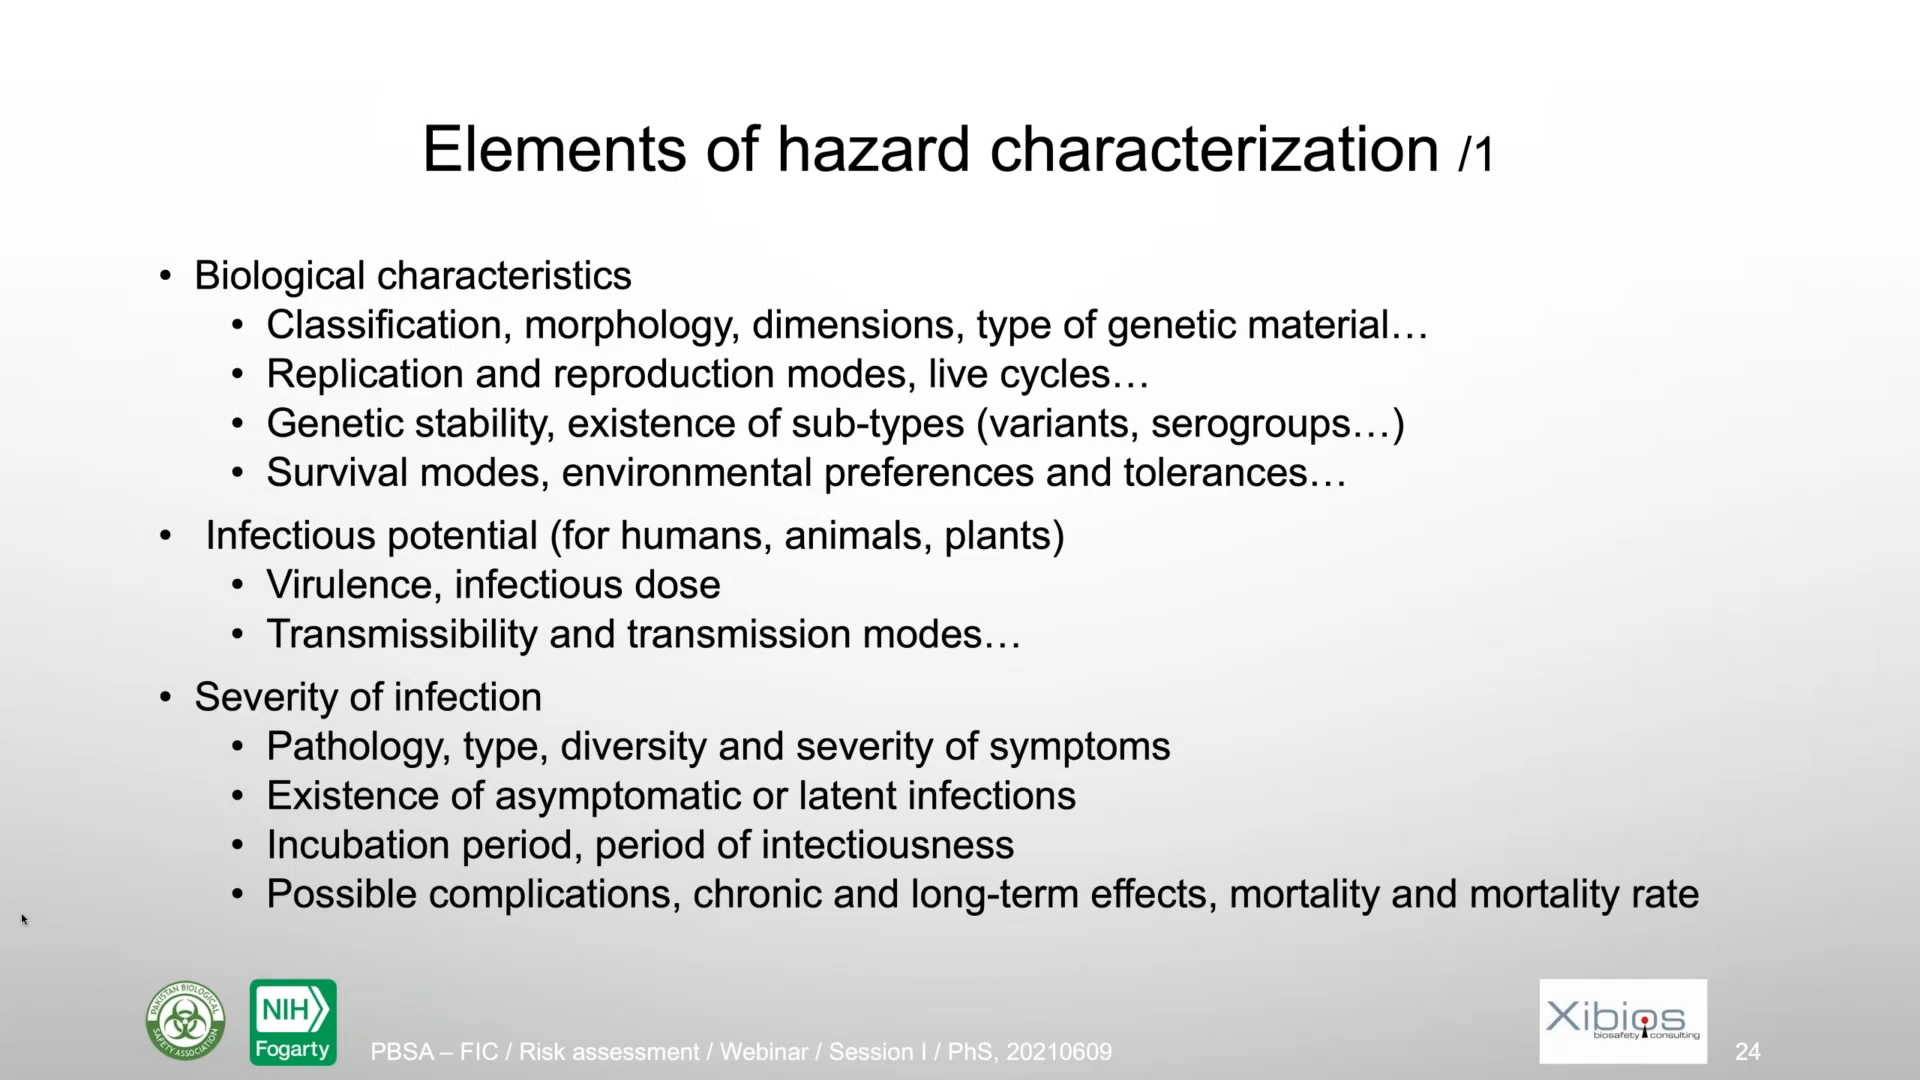 Elements of hazard characterization /1
• Biological characteristics
• Classification, morphology, dimensions, type of genetic material…
• Replication and reproduction modes, live cycles…
• Genetic stability, existence of sub-types (variants, serogroups…)
• Survival modes, environmental preferences and tolerances…
• Infectious potential (for humans, animals, plants)
• Virulence, infectious dose
• Transmissibility and transmission modes…
• Severity of infection
• Pathology, type, diversity and severity of symptoms
• Existence of asymptomatic or latent infections
• Incubation period, period of intectiousness
• Possible complications, chronic and long-term effects, mortality and mortality rate
PAKISTAN BIOLOGICAL
SAFETY ASSOCIATION
NIH
Fogarty
PBSA – FIC / Risk assessment / Webinar / Session I / PhS, 20210609
Xibios
biosafety consulting
24